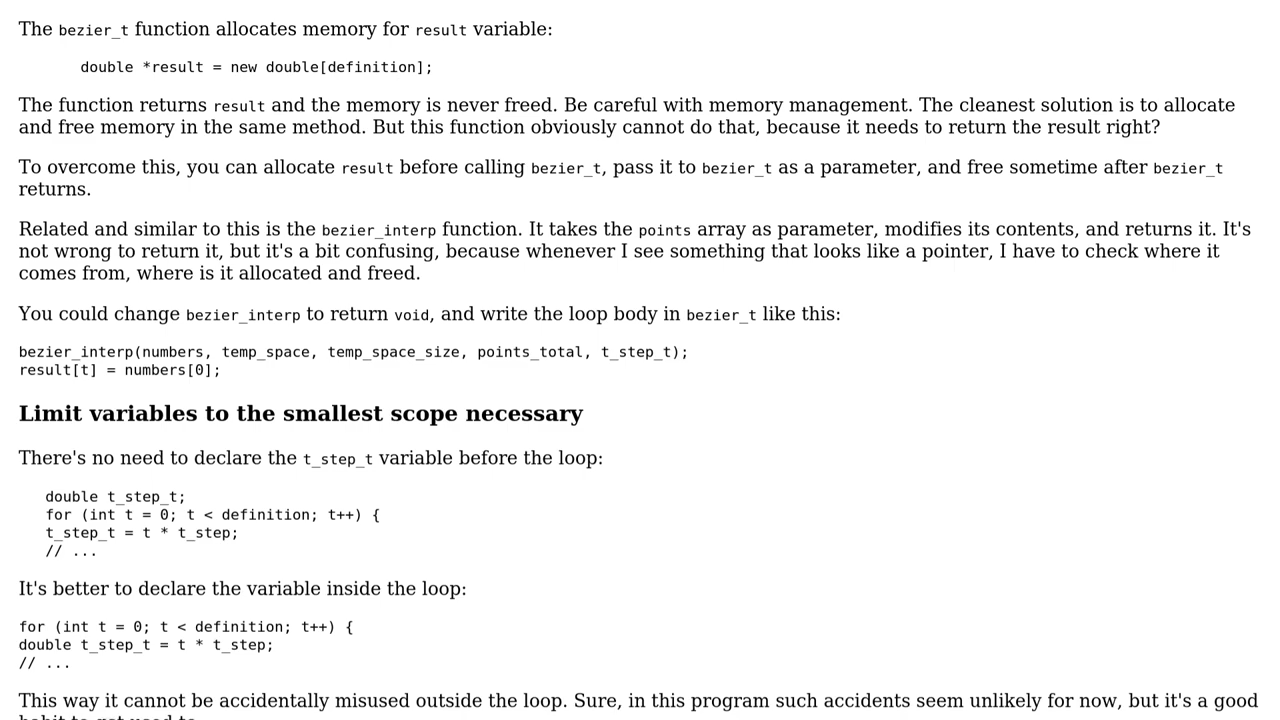 The bezier_t function allocates memory for result variable:
double *result = new double[definition];
The function returns result and the memory is never freed. Be careful with memory management. The cleanest solution is to allocate
and free memory in the same method. But this function obviously cannot do that, because it needs to return the result right?
To overcome this, you can allocate result before calling bezier_t, pass it to bezier_t as a parameter, and free sometime after bezier_t
returns.
Related and similar to this is the bezier_interp function. It takes the points array as parameter, modifies its contents, and returns it. It's
not wrong to return it, but it's a bit confusing, because whenever I see something that looks like a pointer, I have to check where it
comes from, where is it allocated and freed.
You could change bezier_interp to return void, and write the loop body in bezier_t like this:
bezier_interp(numbers, temp_space, temp_space_size, points_total, t_step_t);
result[t] = numbers[0];
Limit variables to the smallest scope necessary
There's no need to declare the t_step_t variable before the loop:
double t_step_t;
for (int t = 0; t < definition; t++) {
t_step_t = t * t_step;
// ...
It's better to declare the variable inside the loop:
for (int t = 0; t < definition; t++) {
double t_step_t = t * t_step;
// ...
This way it cannot be accidentally misused outside the loop. Sure, in this program such accidents seem unlikely for now, but it's a good